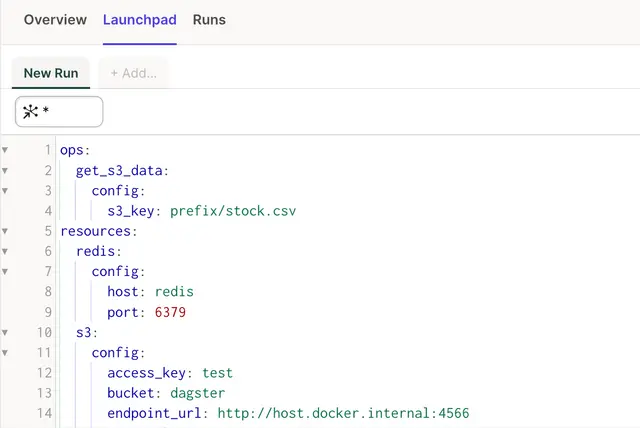 Overview Launchpad Runs
New Run + Add...
*
1 ops:
2 get_s3_data:
3 config:
4 s3_key: prefix/stock.csv
5 resources:
6 redis:
7 config:
8 host: redis
9 port: 6379
10 s3:
11 config:
12 access_key: test
13 bucket: dagster
14 endpoint_url: http://host.docker.internal:4566